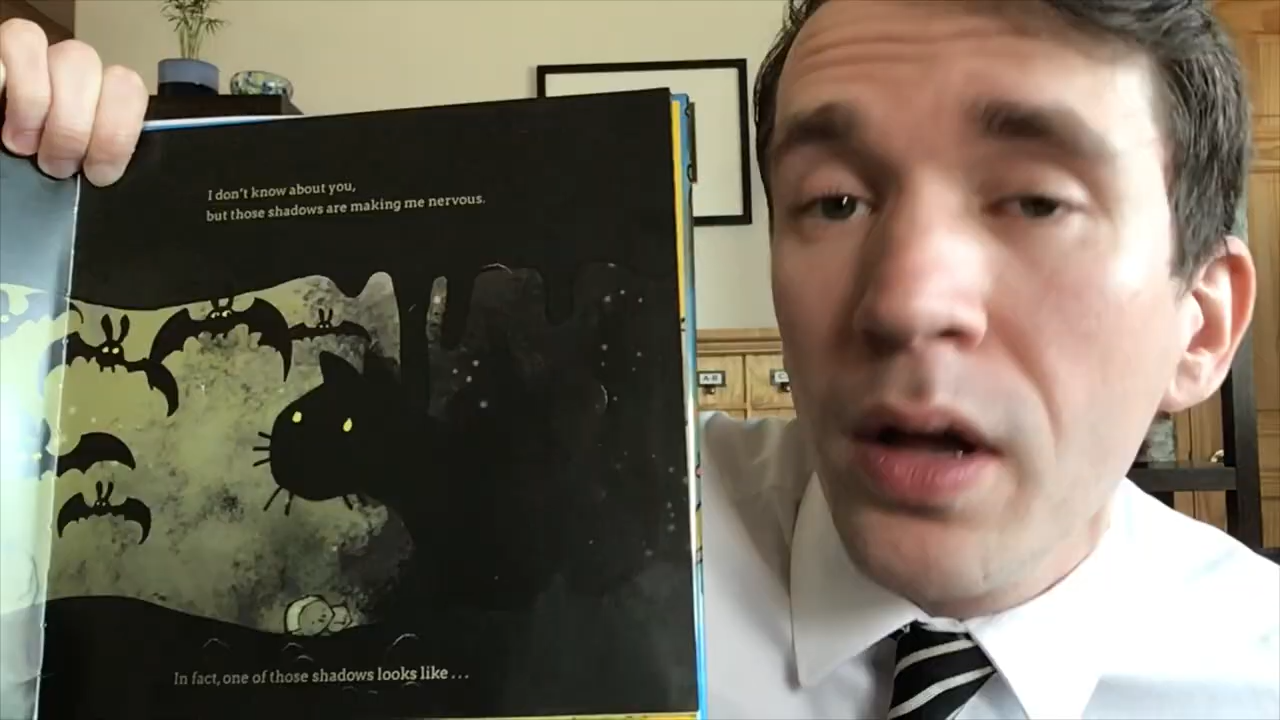 I don't know about you,
but those shadows are making me nervous.
A-B
In fact, one of those shadows looks like...